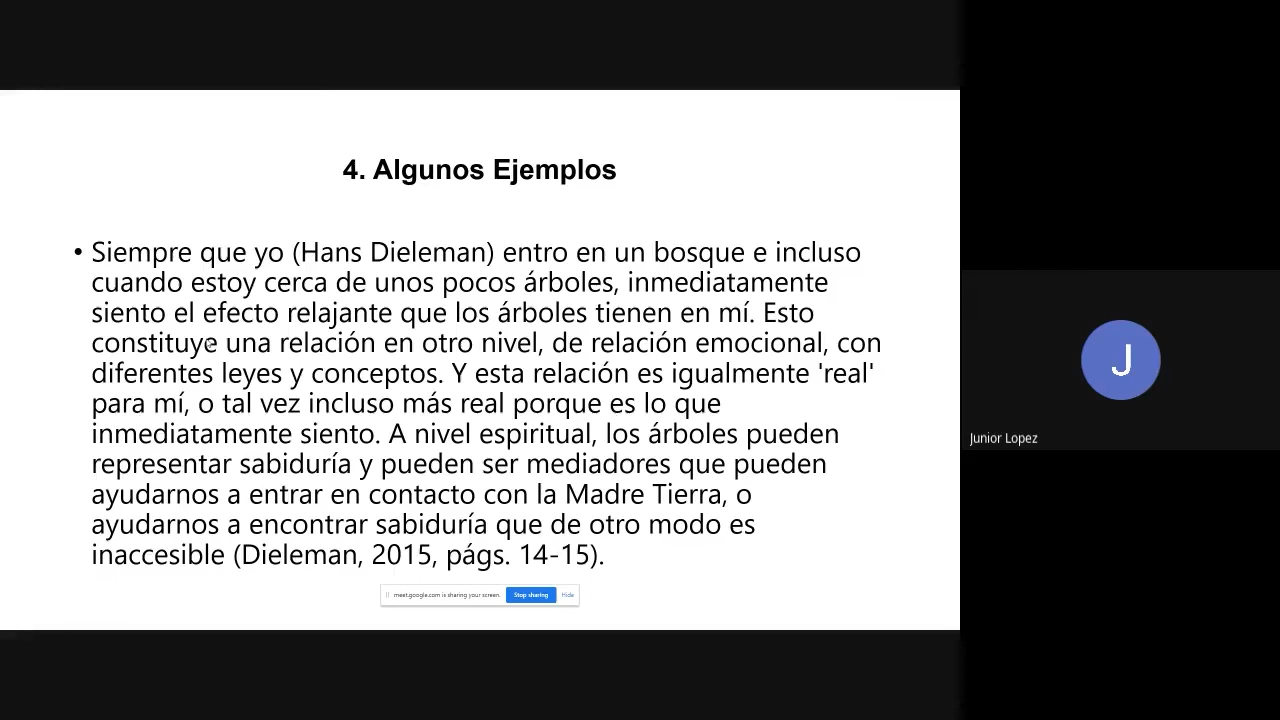 4. Algunos Ejemplos
• Siempre que yo (Hans Dieleman) entro en un bosque e incluso
cuando estoy cerca de unos pocos árboles, inmediatamente
siento el efecto relajante que los árboles tienen en mí. Esto
constituye una relación en otro nivel, de relación emocional, con
diferentes leyes y conceptos. Y esta relación es igualmente 'real'
para mí, o tal vez incluso más real porque es lo que
inmediatamente siento. A nivel espiritual, los árboles pueden
representar sabiduría y pueden ser mediadores que pueden
ayudarnos a entrar en contacto con la Madre Tierra, o
ayudarnos a encontrar sabiduría que de otro modo es
inaccesible (Dieleman, 2015, págs. 14-15).
meet.google.com is sharing your screen. Stop sharing Hide
J
Junior Lopez